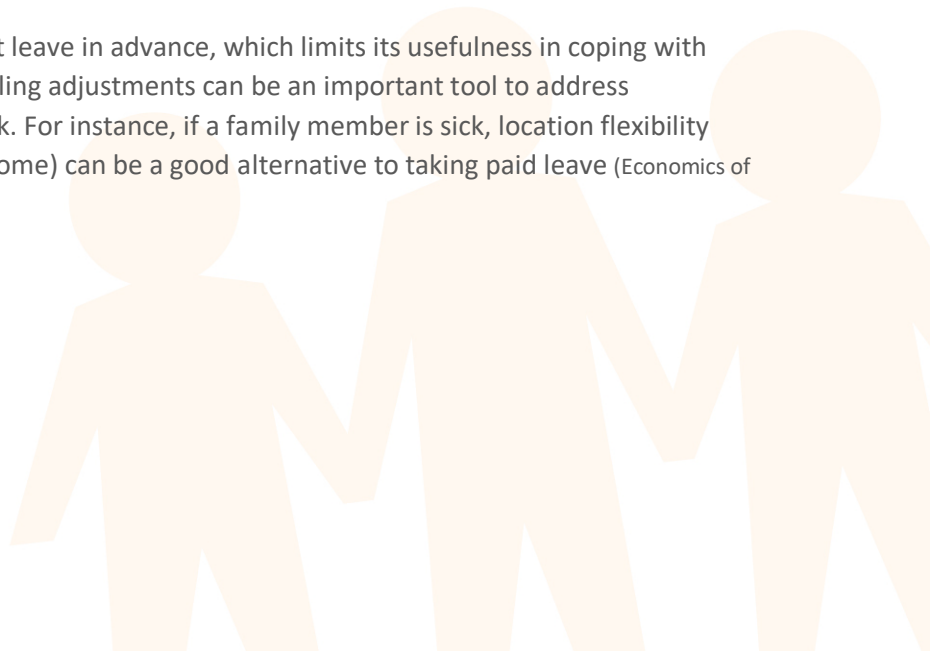 t leave in advance, which limits its usefulness in coping with
ling adjustments can be an important tool to address
k. For instance, if a family member is sick, location flexibility
ome) can be a good alternative to taking paid leave (Economics of